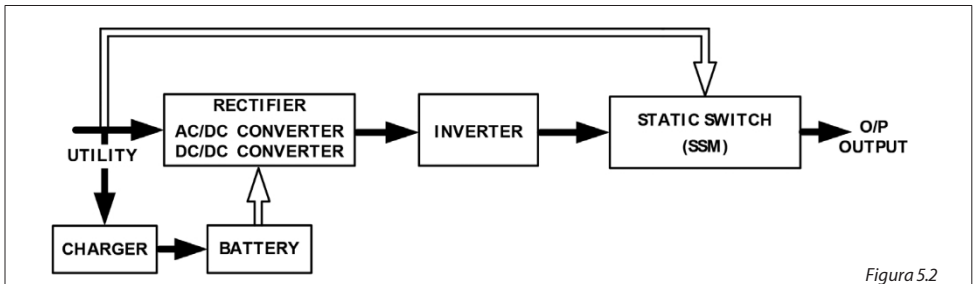 RECTIFIER
AC/DC CONVERTER
DC/DC CONVERTER
INVERTER
STATIC SWITCH
(SSM)
O/P
OUTPUT
UTILITY
CHARGER
BATTERY
Figura 5.2